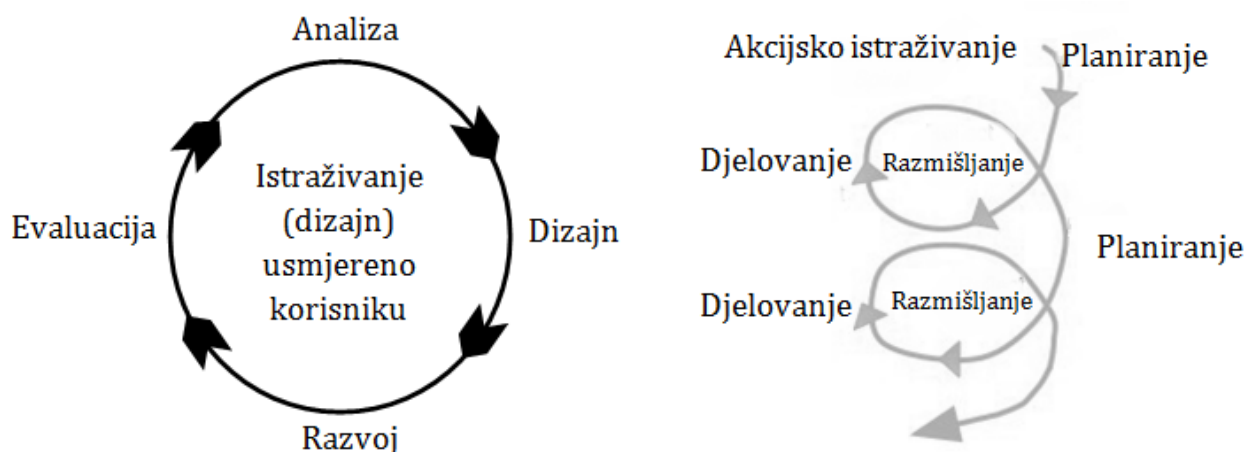 Analiza
Evaluacija
Istraživanje
(dizajn)
usmjereno
korisniku
Dizajn
Razvoj
Akcijsko istraživanje
Planiranje
Djelovanje
Razmišljanje
Planiranje
Djelovanje
Razmišljanje